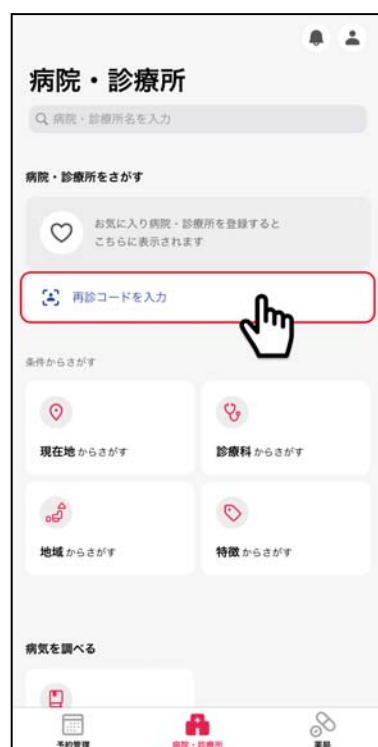 病院・診療所
病院・診療所名を入力
病院・診療所をさがす
お気に入り病院・診療所を登録すると
こちらに表示されます
再診コードを入力
条件からさがす
現在地 からさがす
診療科 からさがす
地域 からさがす
特徴 からさがす
病気を調べる
予約管理
病院・診療所
薬局